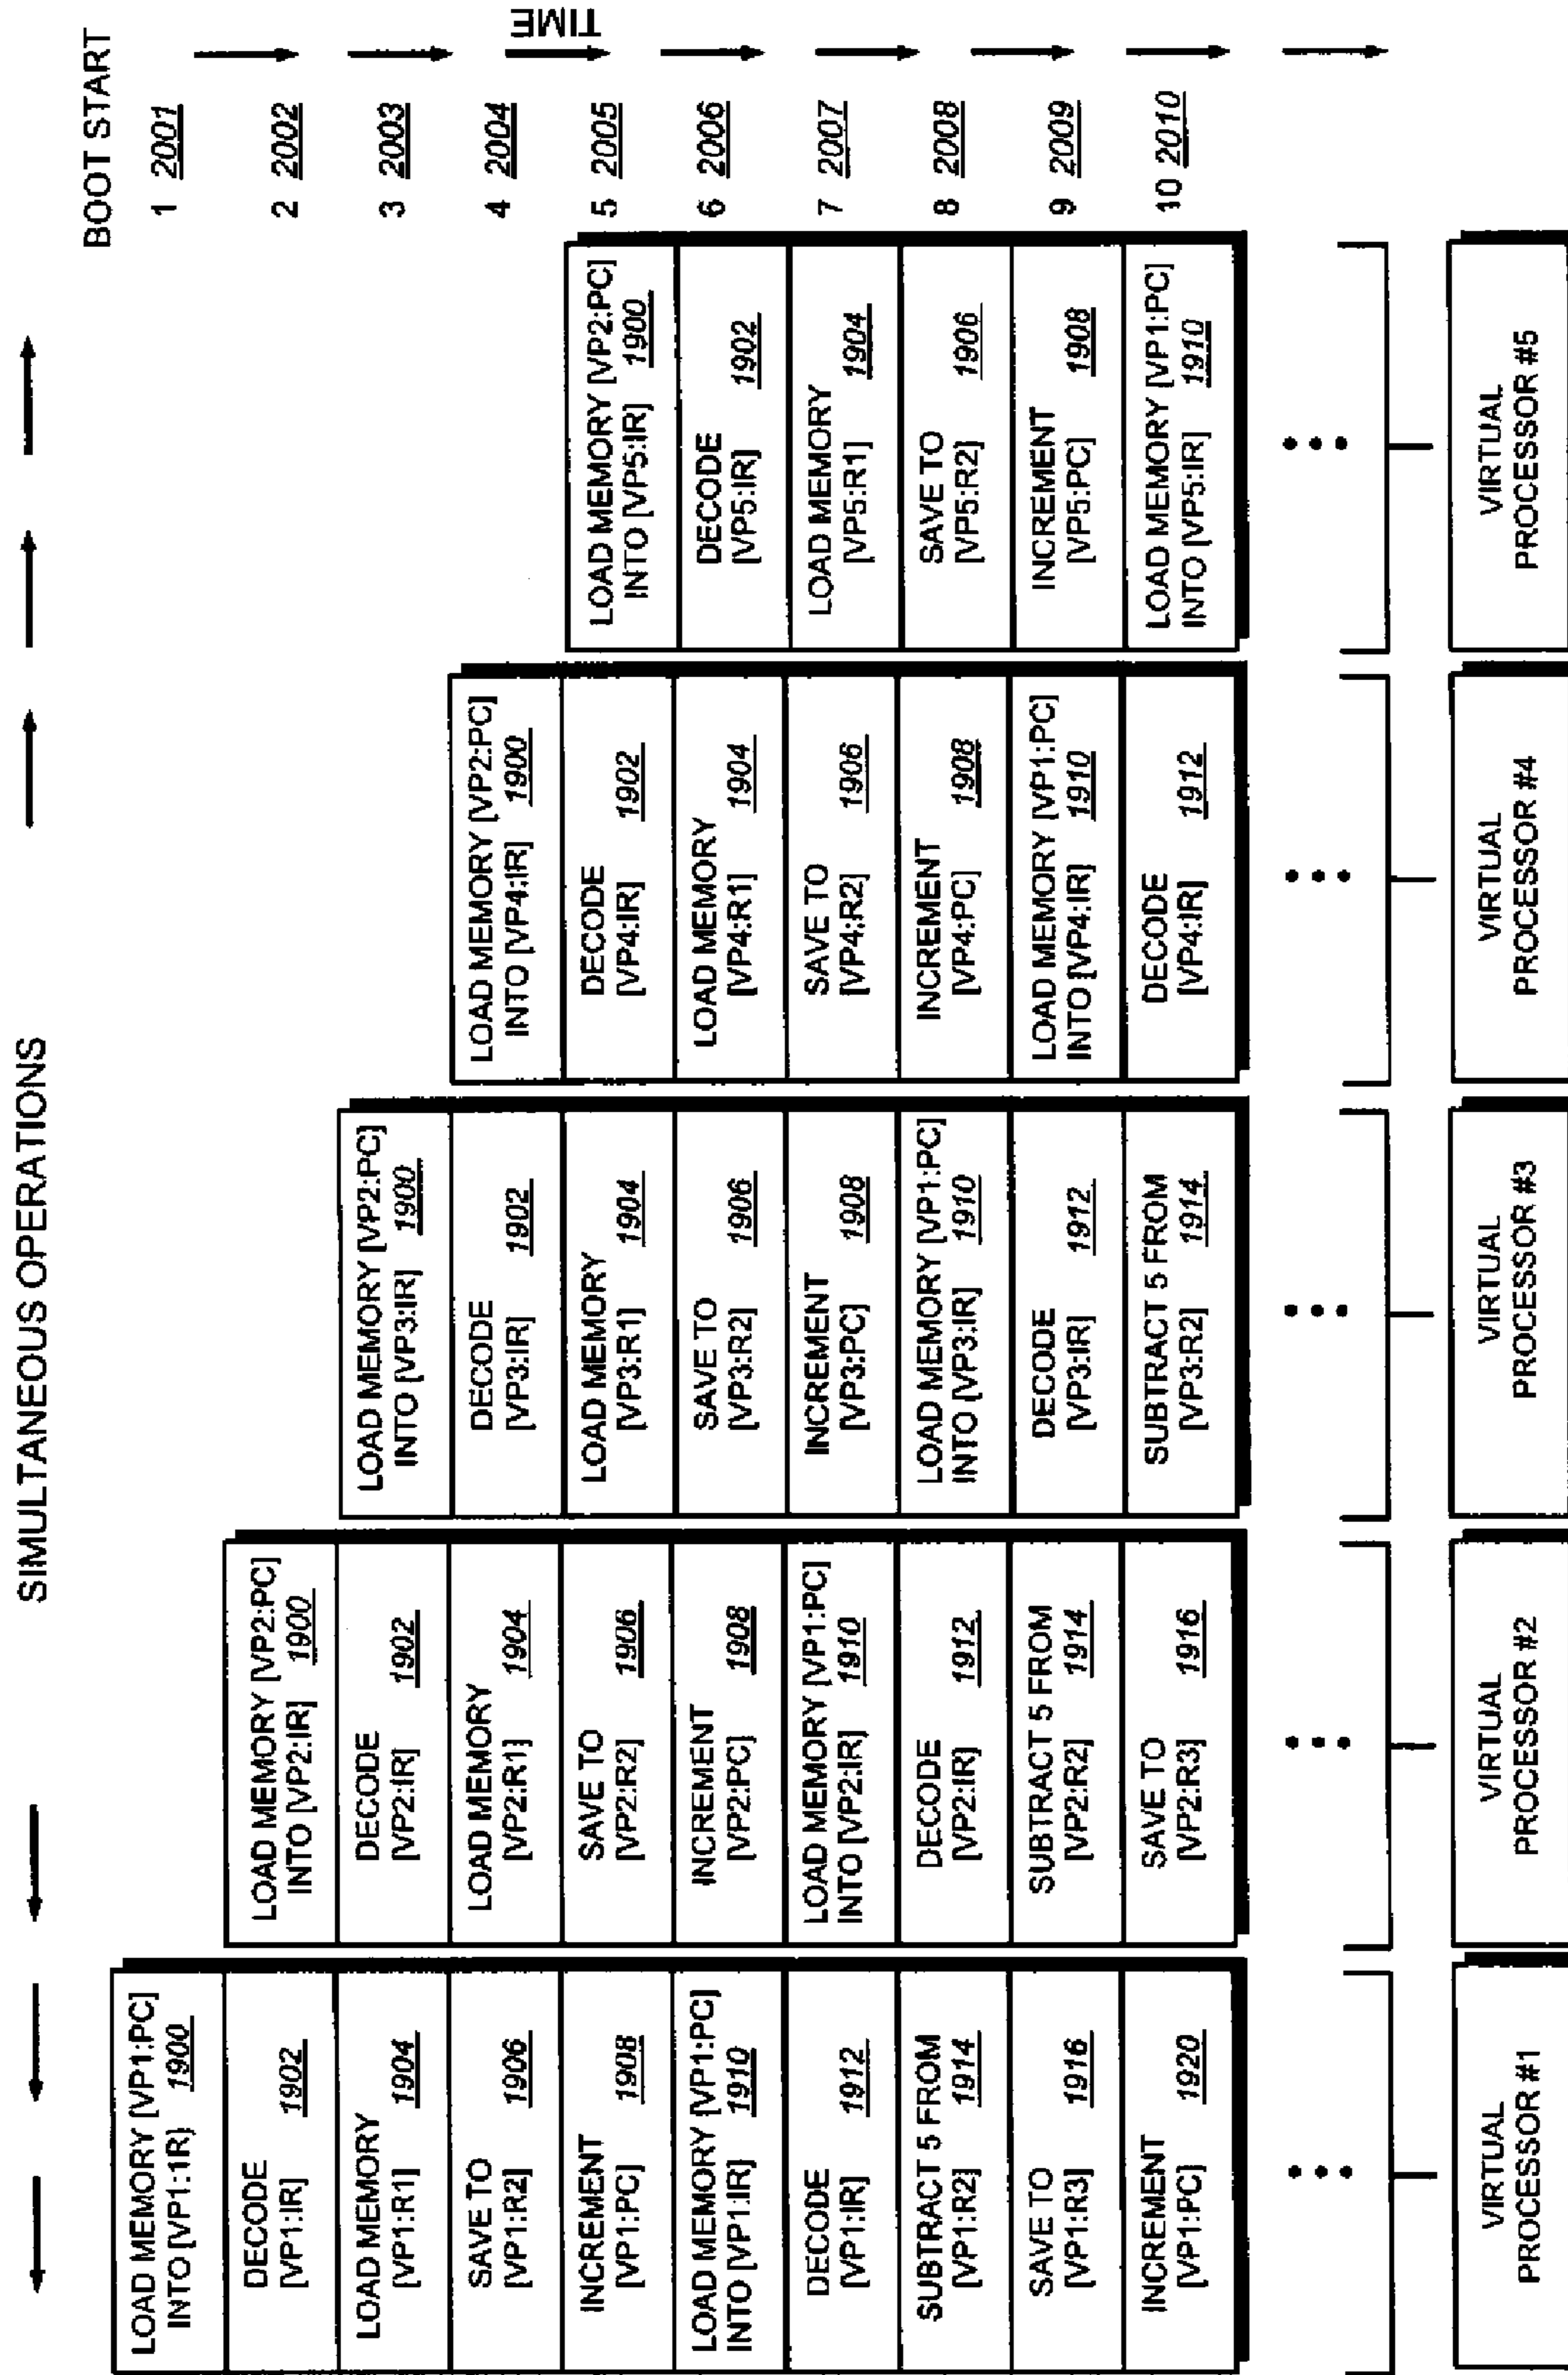 SIMULTANEOUS OPERATIONS
BOOT START
TIME
1 2001
2 2002
3 2003
4 2004
5 2005
6 2006
7 2007
8 2008
9 2009
10 2010
LOAD MEMORY [VP1:PC]
INTO [VP1:1R] 1900
DECODE
[VP1:IR] 1902
LOAD MEMORY
[VP1:R1] 1904
SAVE TO
[VP1:R2] 1906
INCREMENT
[VP1:PC] 1908
LOAD MEMORY [VP1:PC]
INTO [VP1:IR] 1910
DECODE
[VP1:IR] 1912
SUBTRACT 5 FROM
[VP1:R2] 1914
SAVE TO
[VP1:R3] 1916
INCREMENT
[VP1:PC] 1920
VIRTUAL
PROCESSOR #1
LOAD MEMORY [VP2:PC]
INTO [VP2:IR] 1900
DECODE
[VP2:IR] 1902
LOAD MEMORY
[VP2:R1] 1904
SAVE TO
[VP2:R2] 1906
INCREMENT
[VP2:PC] 1908
LOAD MEMORY [VP1:PC]
INTO [VP2:IR] 1910
DECODE
[VP2:IR] 1912
SUBTRACT 5 FROM
[VP2:R2] 1914
SAVE TO
[VP2:R3] 1916
VIRTUAL
PROCESSOR #2
LOAD MEMORY [VP2:PC]
INTO [VP3:IR] 1900
DECODE
[VP3:IR] 1902
LOAD MEMORY
[VP3:R1] 1904
SAVE TO
[VP3:R2] 1906
INCREMENT
[VP3:PC] 1908
LOAD MEMORY [VP1:PC]
INTO [VP3:IR] 1910
DECODE
[VP3:IR] 1912
SUBTRACT 5 FROM
[VP3:R2] 1914
VIRTUAL
PROCESSOR #3
LOAD MEMORY [VP2:PC]
INTO [VP4:IR] 1900
DECODE
[VP4:IR] 1902
LOAD MEMORY
[VP4:R1] 1904
SAVE TO
[VP4:R2] 1906
INCREMENT
[VP4:PC] 1908
LOAD MEMORY [VP1:PC]
INTO [VP4:IR] 1910
DECODE
[VP4:IR] 1912
VIRTUAL
PROCESSOR #4
LOAD MEMORY [VP2:PC]
INTO [VP5:IR] 1900
DECODE
[VP5:IR] 1902
LOAD MEMORY
[VP5:R1] 1904
SAVE TO
[VP5:R2] 1906
INCREMENT
[VP5:PC] 1908
LOAD MEMORY [VP1:PC]
INTO [VP5:IR] 1910
VIRTUAL
PROCESSOR #5